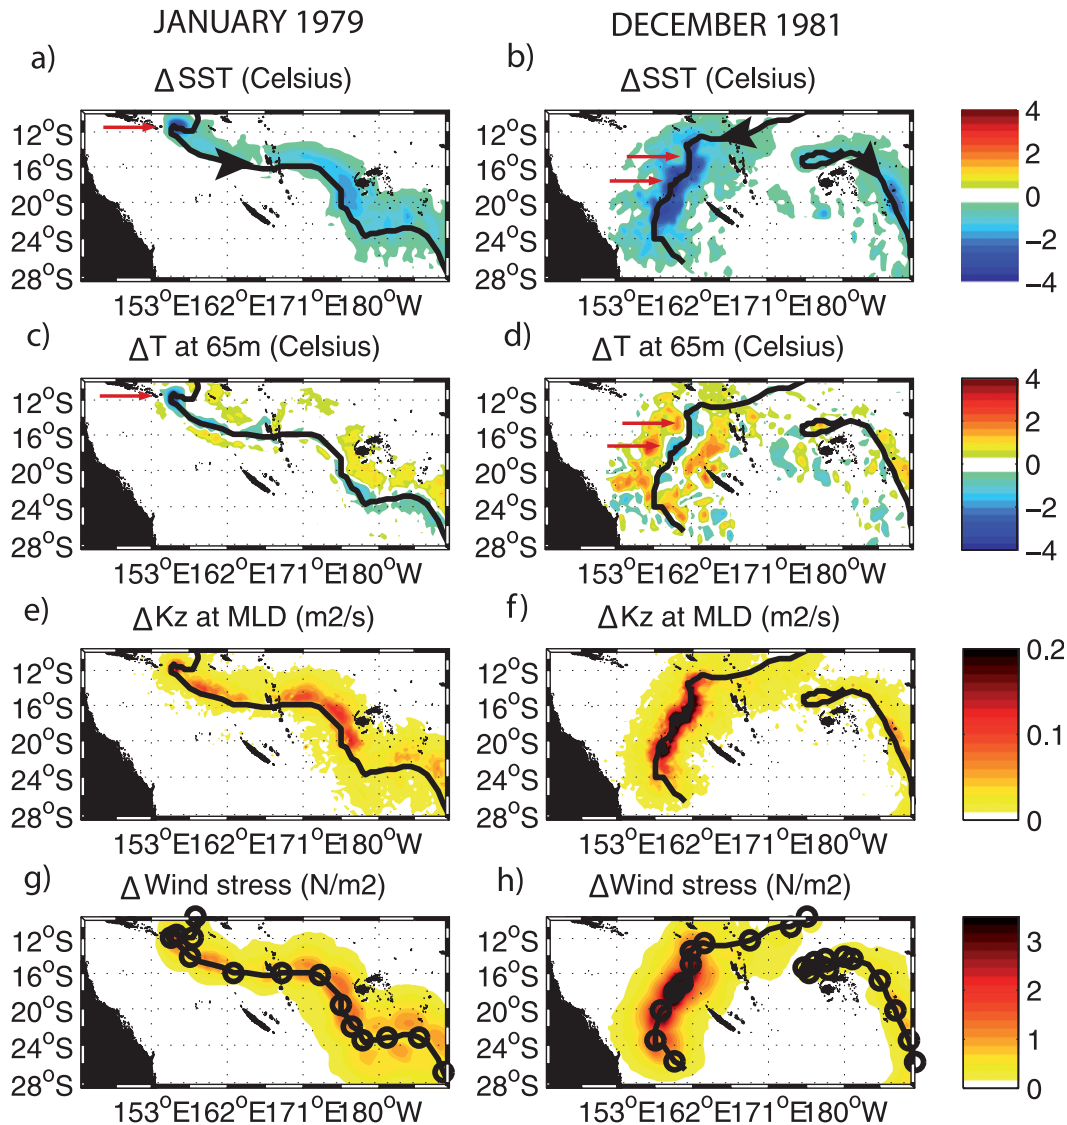 JANUARY 1979
DECEMBER 1981
a)
Δ SST (Celsius)
12°S
16°S
20°S
24°S
28°S
153°E162°E171°E180°W
b)
ΔSST (Celsius)
12°S
16°S
20°S
24°S
28°S
153°E162°E171°E180°W
4
2
0
−2
−4
c)
ΔT at 65m (Celsius)
12°S
16°S
20°S
24°S
28°S
153°E162°E171°E180°W
d)
ΔT at 65m (Celsius)
12°S
16°S
20°S
24°S
28°S
153°E162°E171°E180°W
4
2
0
−2
−4
e)
ΔKz at MLD (m2/s)
12°S
16°S
20°S
24°S
28°S
153°E162°E171°E180°W
f)
ΔKz at MLD (m2/s)
12°S
16°S
20°S
24°S
28°S
153°E162°E171°E180°W
0.2
0.1
0
g)
ΔWind stress (N/m2)
12°S
16°S
20°S
24°S
28°S
153°E162°E171°E180°W
h)
ΔWind stress (N/m2)
12°S
16°S
20°S
24°S
28°S
153°E162°E171°E180°W
3
2
1
0